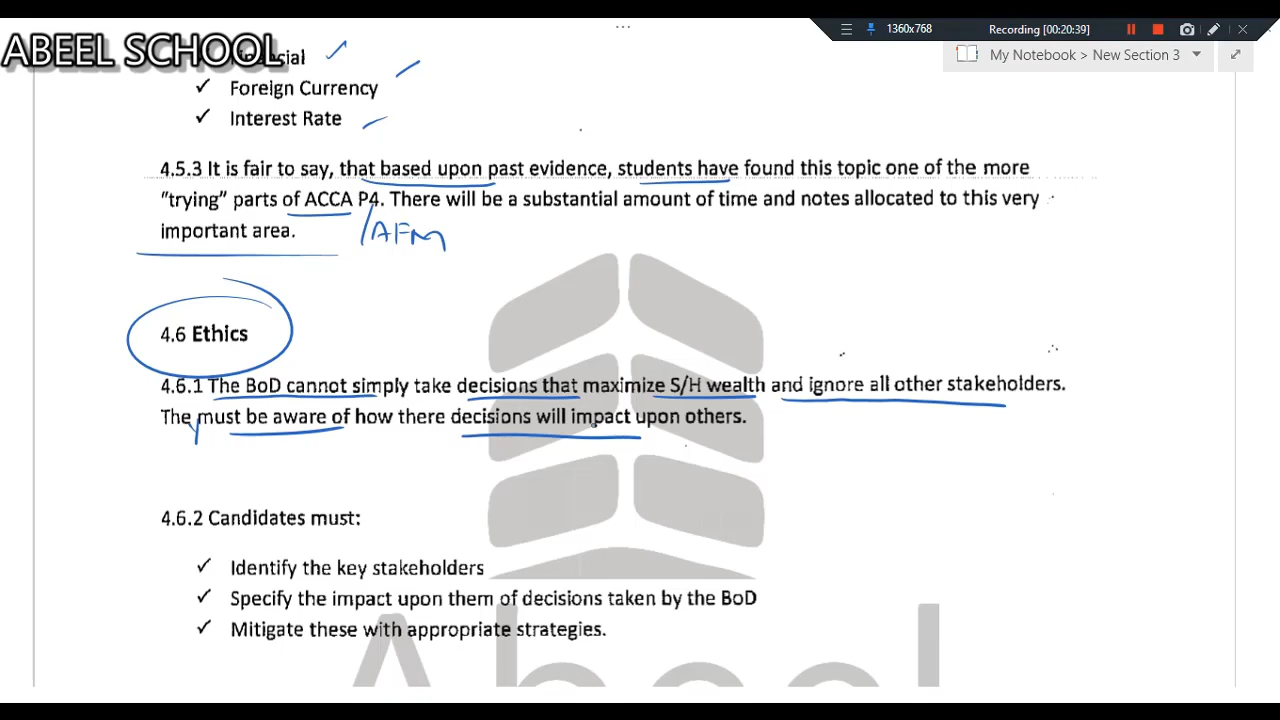 ABEEL SCHOOL
1360x768
Recording [00:20:39]
My Notebook > New Section 3
✓ Foreign Currency
✓ Interest Rate
4.5.3 It is fair to say, that based upon past evidence, students have found this topic one of the more
“trying” parts of ACCA P4. There will be a substantial amount of time and notes allocated to this very
important area.
/AFM
4.6 Ethics
4.6.1 The BoD cannot simply take decisions that maximize S/H wealth and ignore all other stakeholders.
The y must be aware of how there decisions will impact upon others.
4.6.2 Candidates must:
✓ Identify the key stakeholders
✓ Specify the impact upon them of decisions taken by the BoD
✓ Mitigate these with appropriate strategies.
Abeel